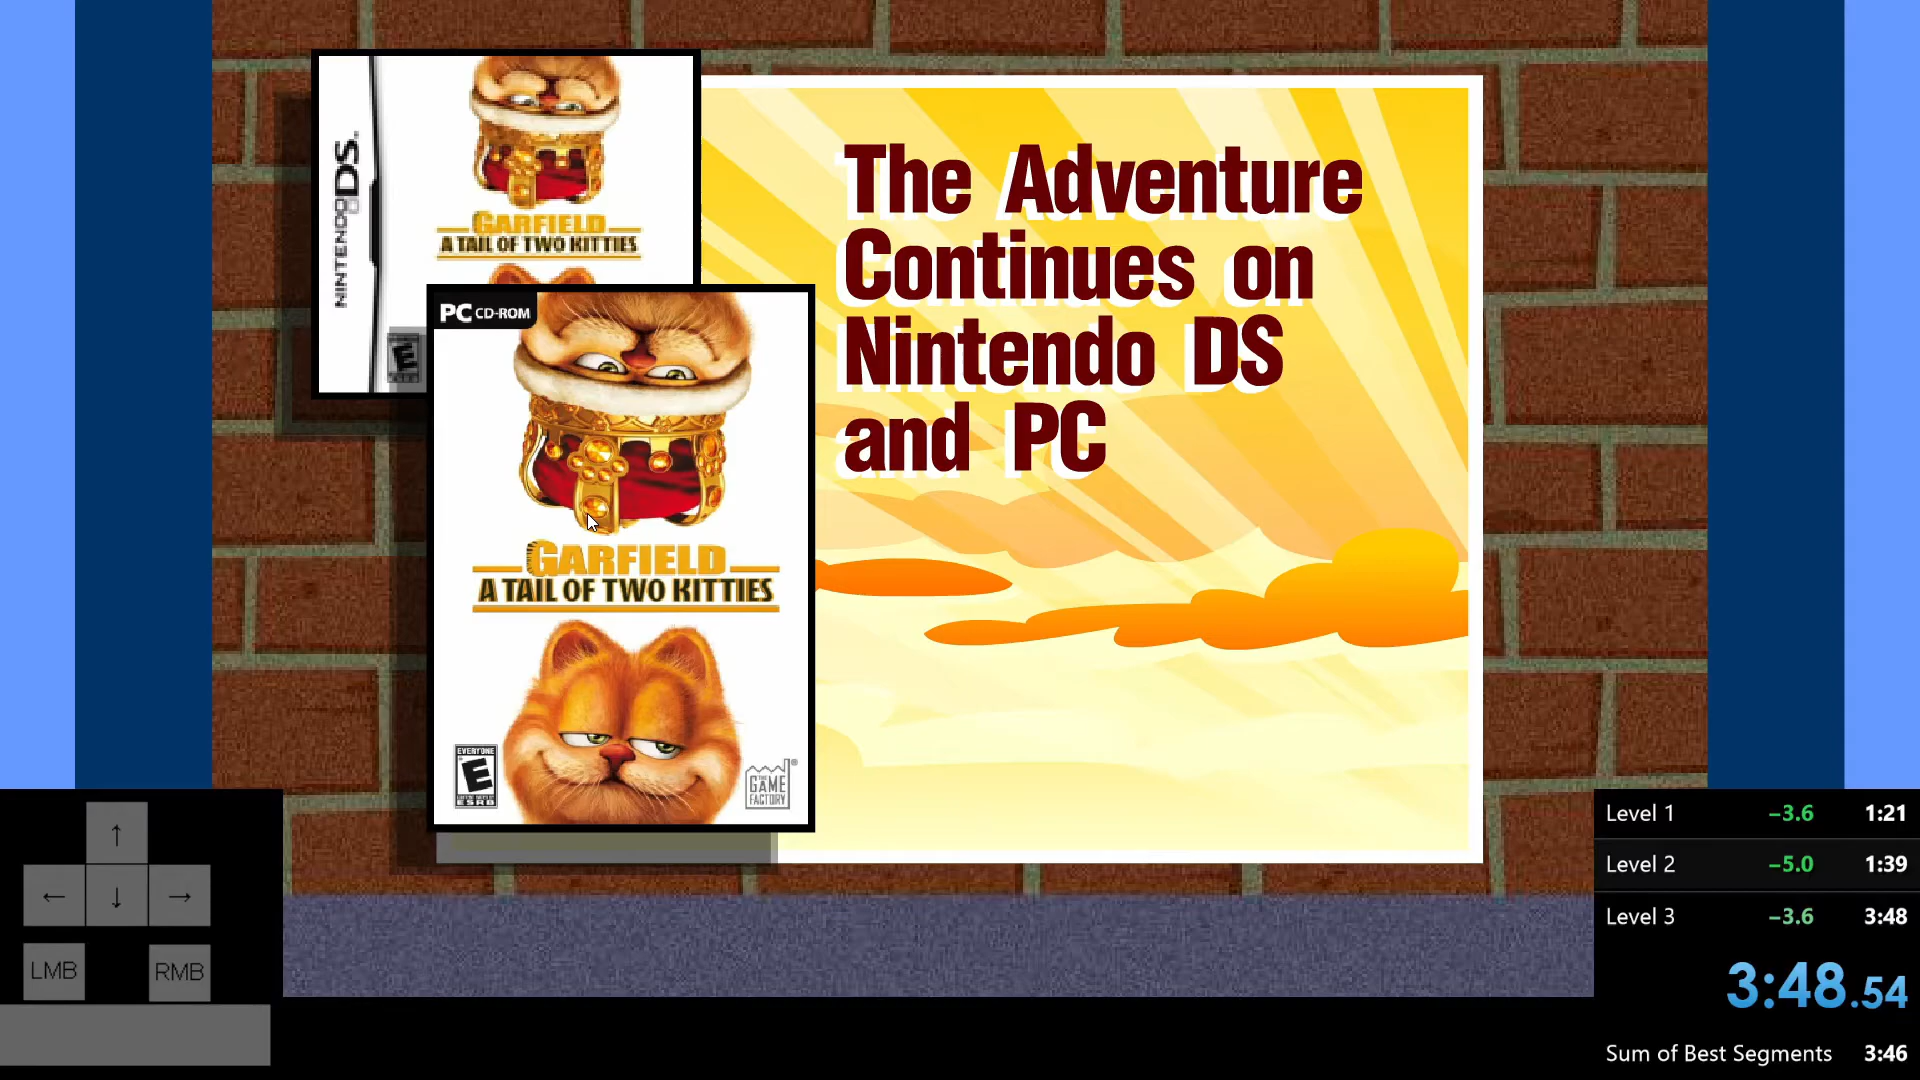 NINTENDO DS.
GARFIELD
A TAIL OF TWO KITTIES
E
PC CD-ROM
GARFIELD
A TAIL OF TWO KITTIES
EVERYONE
E
ESRB
THE
GAME
FACTORY®
The Adventure
Continues on
Nintendo DS
and PC
↑
← ↓ →
LMB RMB
Level 1 −3.6 1:21
Level 2 −5.0 1:39
Level 3 −3.6 3:48
3:48.54
Sum of Best Segments 3:46